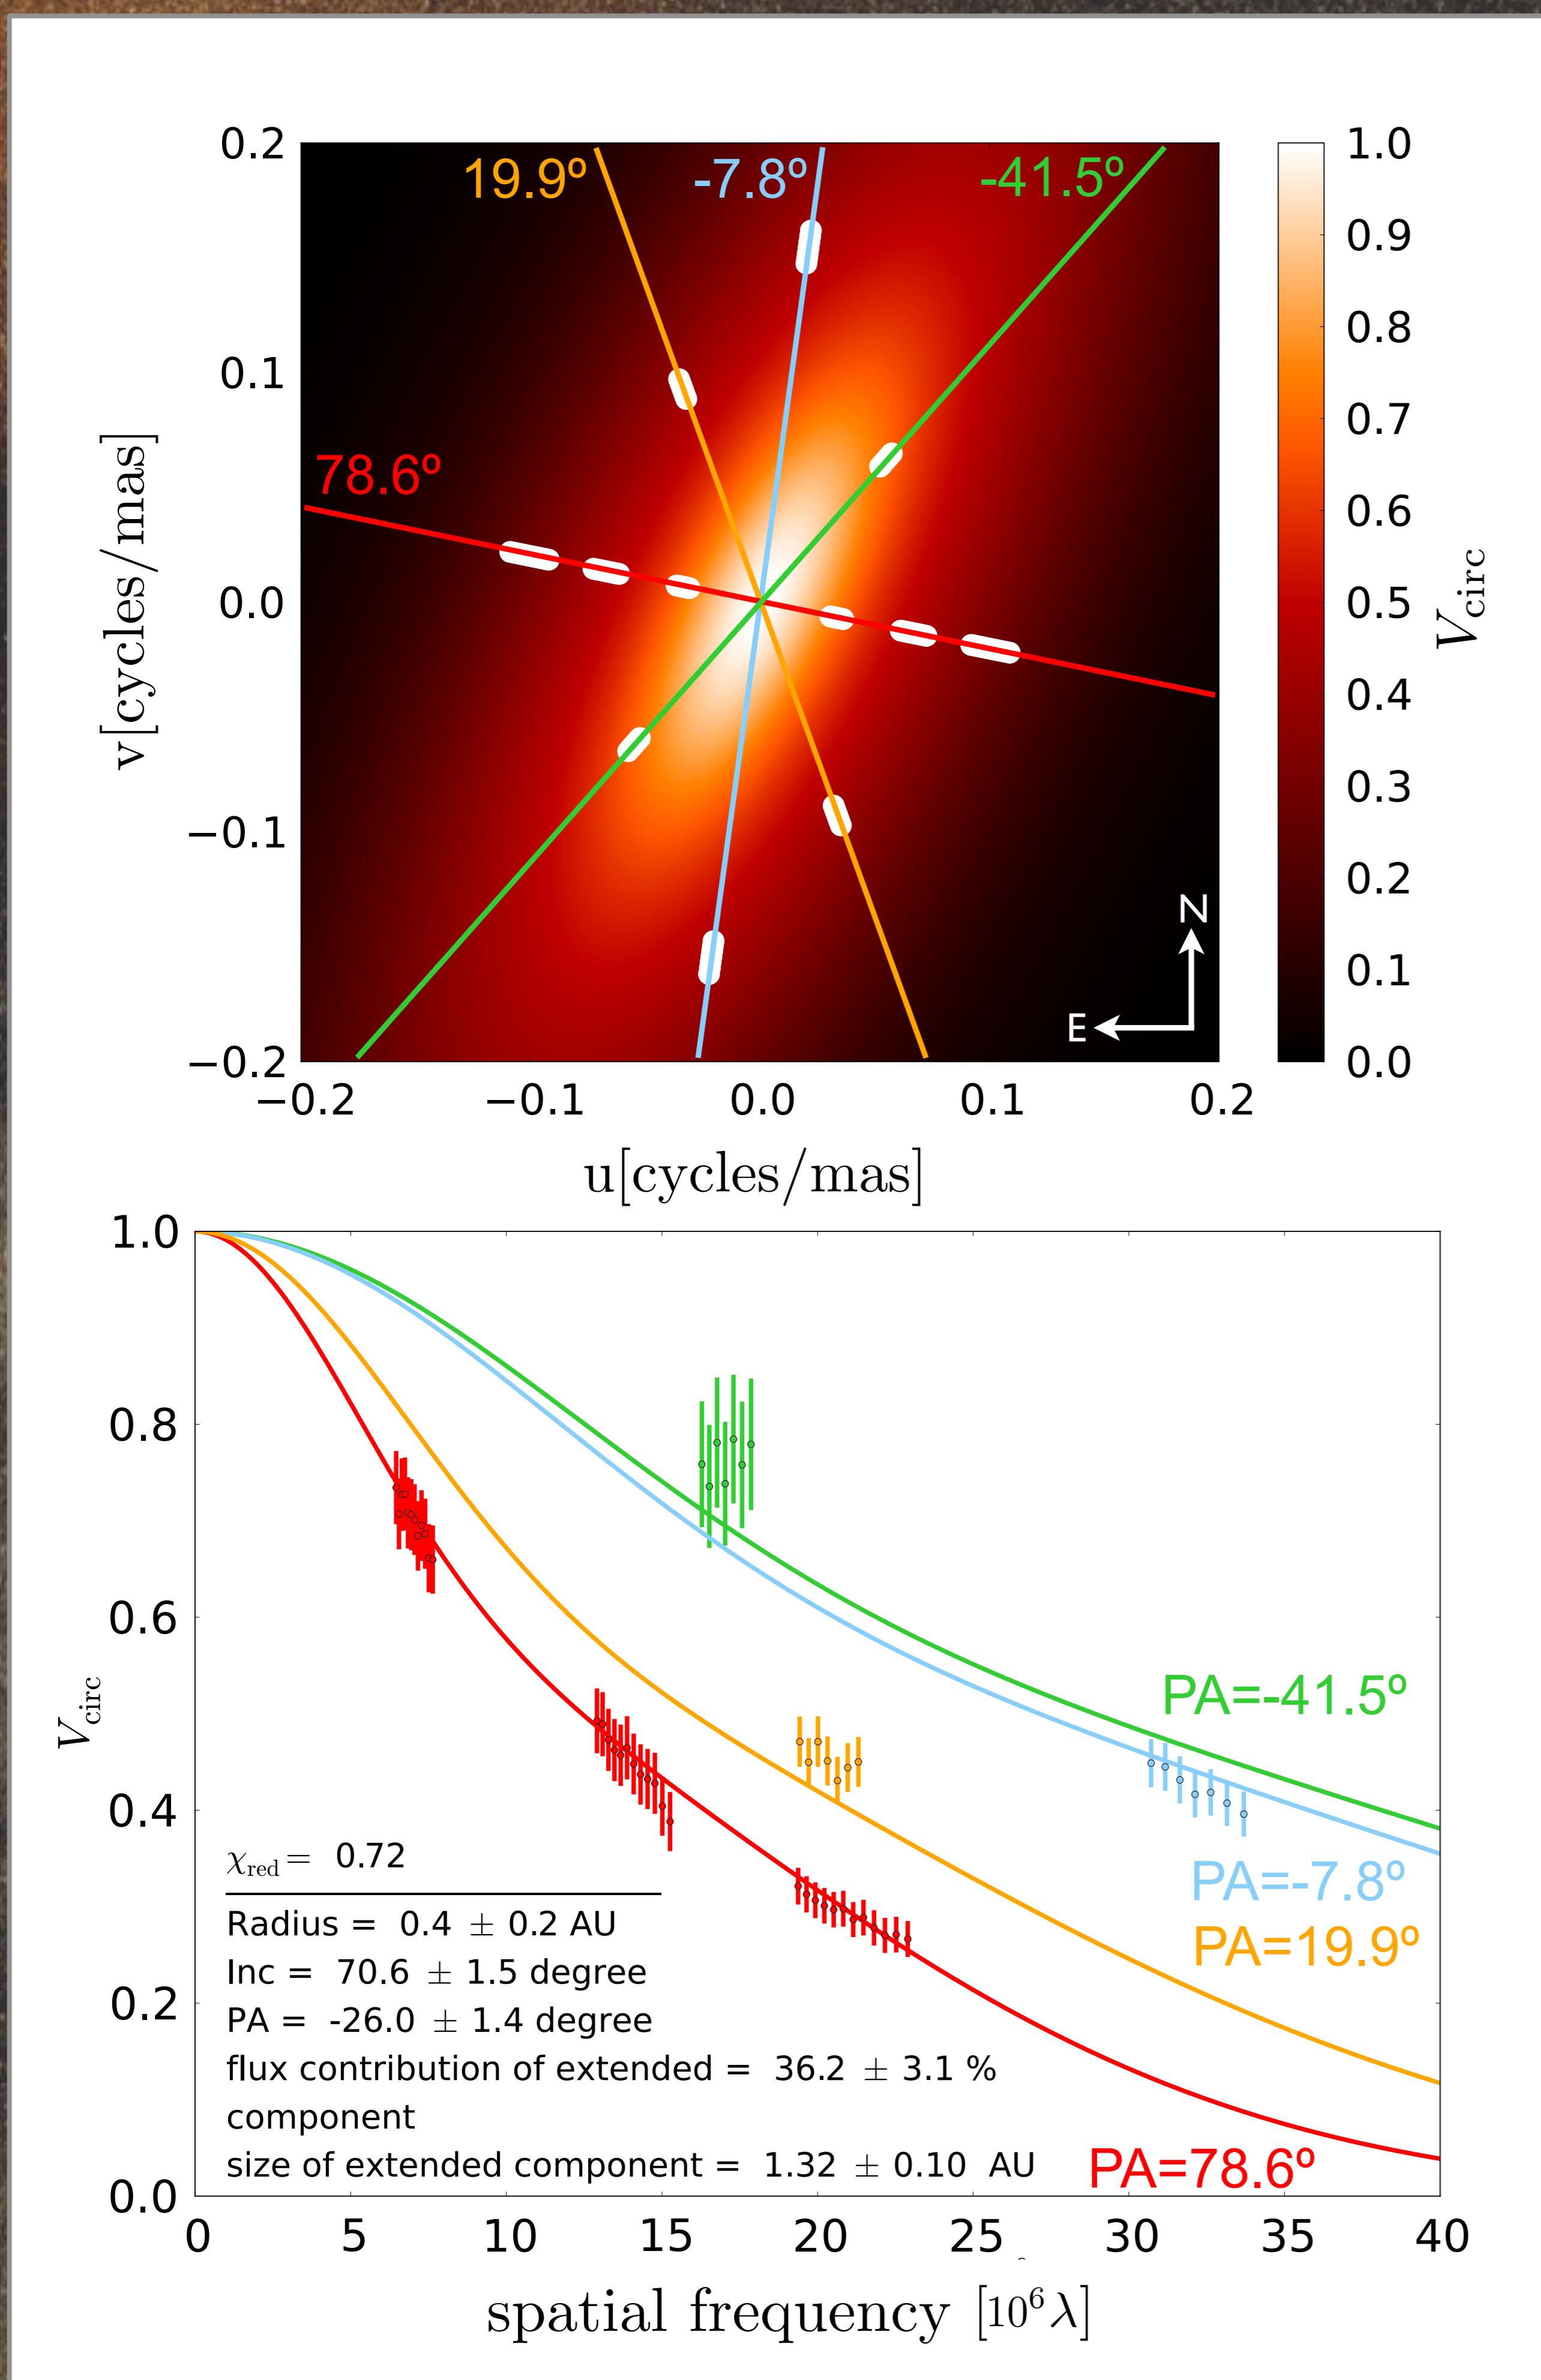 0.2
19.9º
-7.8º
-41.5º
1.0
0.9
0.8
0.1
0.7
78.6º
0.6
v[cycles/mas]
0.0
0.5
V_circ
0.4
0.3
−0.1
0.2
N
0.1
E
−0.2
0.0
−0.2
−0.1
0.0
0.1
0.2
u[cycles/mas]
1.0
0.8
0.6
PA=-41.5º
V_circ
0.4
χ_red = 0.72
PA=-7.8º
Radius = 0.4 ± 0.2 AU
PA=19.9º
Inc = 70.6 ± 1.5 degree
0.2
PA = -26.0 ± 1.4 degree
flux contribution of extended = 36.2 ± 3.1 %
component
size of extended component = 1.32 ± 0.10 AU
PA=78.6º
0.0
0 5 10 15 20 25 30 35 40
spatial frequency [10⁶λ]